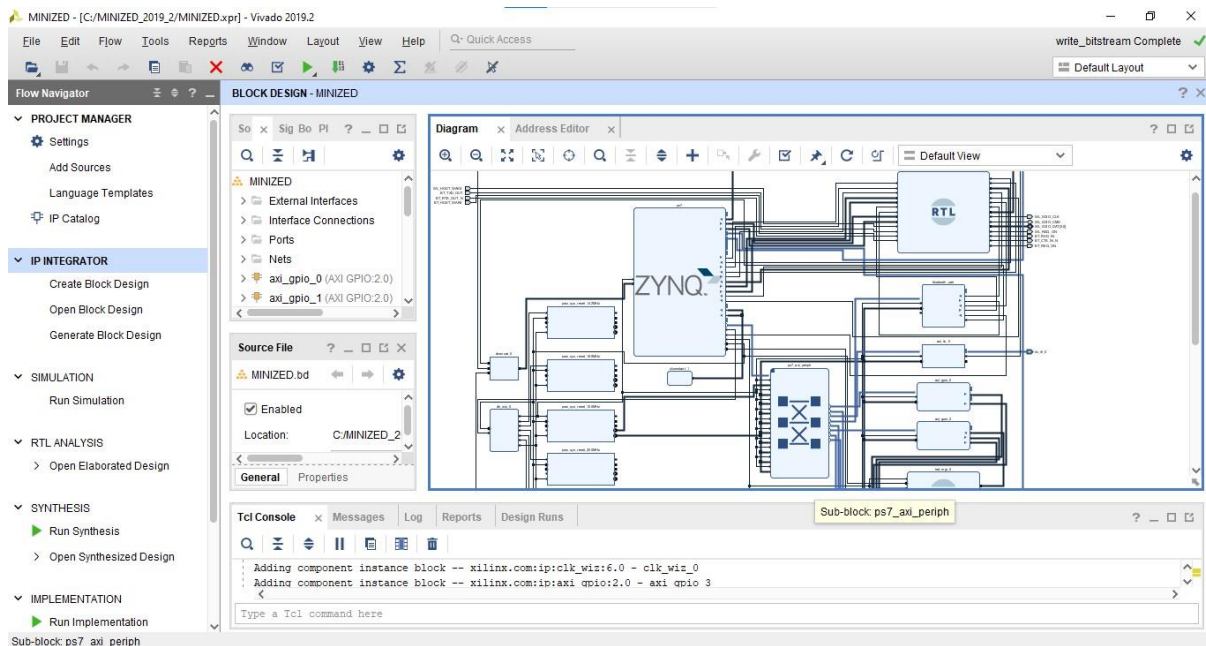 MINIZED - [C:/MINIZED_2019_2/MINIZED.xpr] - Vivado 2019.2
File Edit Flow Tools Reports Window Layout View Help Q- Quick Access
write_bitstream Complete
Default Layout
Flow Navigator
PROJECT MANAGER
Settings
Add Sources
Language Templates
IP Catalog
IP INTEGRATOR
Create Block Design
Open Block Design
Generate Block Design
SIMULATION
Run Simulation
RTL ANALYSIS
Open Elaborated Design
SYNTHESIS
Run Synthesis
Open Synthesized Design
IMPLEMENTATION
Run Implementation
BLOCK DESIGN - MINIZED
So Sig Bo Pl
MINIZED
External Interfaces
Interface Connections
Ports
Nets
axi_gpio_0 (AXI GPIO:2.0)
axi_gpio_1 (AXI GPIO:2.0)
Source File
MINIZED.bd
Enabled
Location: C:/MINIZED_2
General Properties
Diagram Address Editor
Default View
RTL
ZYNQ
Sub-block: ps7_axi_periph
Tcl Console Messages Log Reports Design Runs
Adding component instance block -- xilinx.com:ip:clk_wiz:6.0 - clk_wiz_0
Adding component instance block -- xilinx.com:ip:axi_gpio:2.0 - axi_gpio_3
Type a Tcl command here
Sub-block: ps7_axi_periph